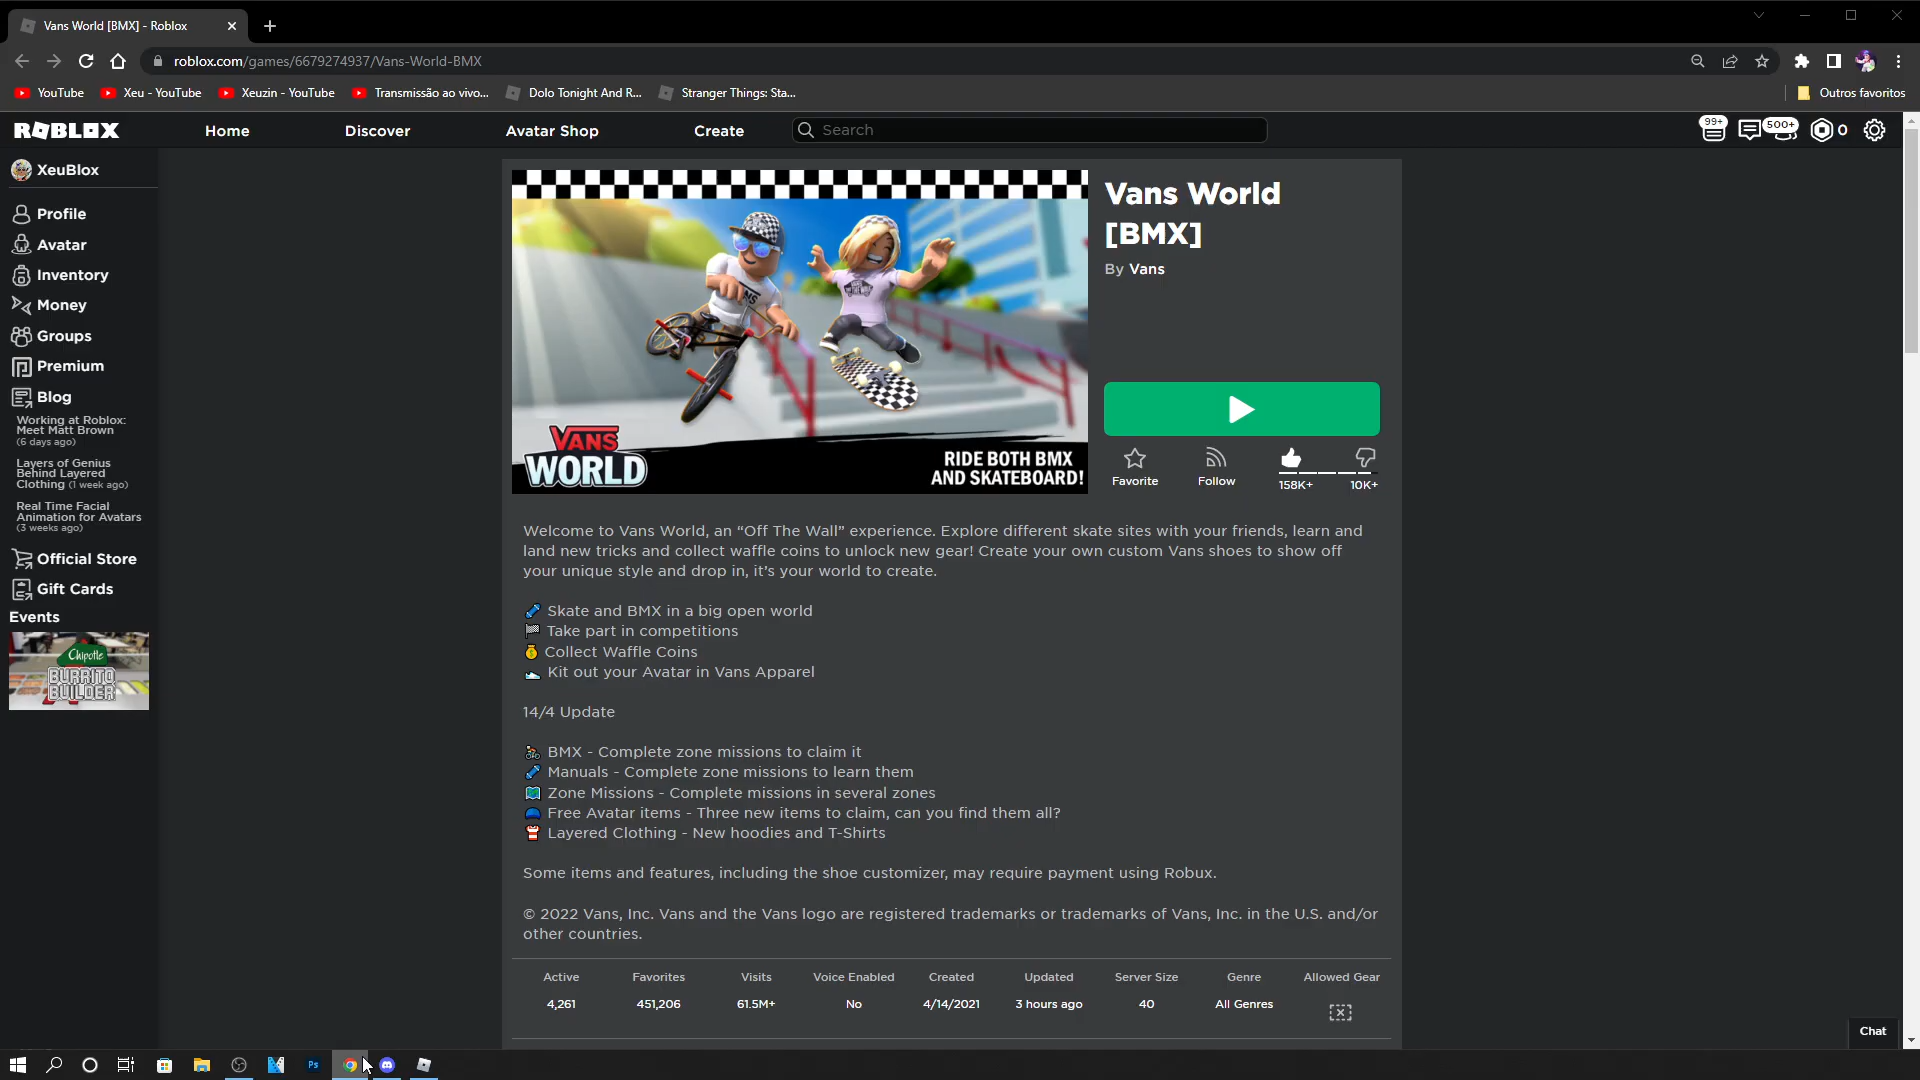 Vans World [BMX] - Roblox
roblox.com/games/6679274937/Vans-World-BMX
YouTube
Xeu - YouTube
Xeuzin - YouTube
Transmissão ao vivo...
Dolo Tonight And R...
Stranger Things: Sta...
Outros favoritos
ROBLOX
Home
Discover
Avatar Shop
Create
Search
99+
500+
0
XeuBlox
Profile
Avatar
Inventory
Money
Groups
Premium
Blog
Working at Roblox:
Meet Matt Brown
(6 days ago)
Layers of Genius
Behind Layered
Clothing (1 week ago)
Real Time Facial
Animation for Avatars
(3 weeks ago)
Official Store
Gift Cards
Events
Chipotle
BURRITO
BUILDER
VANS
WORLD
RIDE BOTH BMX
AND SKATEBOARD!
Vans World
[BMX]
By Vans
Favorite
Follow
158K+
10K+
Welcome to Vans World, an “Off The Wall” experience. Explore different skate sites with your friends, learn and
land new tricks and collect waffle coins to unlock new gear! Create your own custom Vans shoes to show off
your unique style and drop in, it’s your world to create.
Skate and BMX in a big open world
Take part in competitions
Collect Waffle Coins
Kit out your Avatar in Vans Apparel
14/4 Update
BMX - Complete zone missions to claim it
Manuals - Complete zone missions to learn them
Zone Missions - Complete missions in several zones
Free Avatar items - Three new items to claim, can you find them all?
Layered Clothing - New hoodies and T-Shirts
Some items and features, including the shoe customizer, may require payment using Robux.
© 2022 Vans, Inc. Vans and the Vans logo are registered trademarks or trademarks of Vans, Inc. in the U.S. and/or
other countries.
Active
Favorites
Visits
Voice Enabled
Created
Updated
Server Size
Genre
Allowed Gear
4,261
451,206
61.5M+
No
4/14/2021
3 hours ago
40
All Genres
Chat
Ps